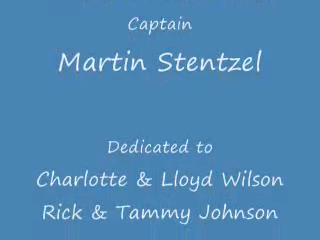 Captain
Martin Stentzel
Dedicated to
Charlotte & Lloyd Wilson
Rick & Tammy Johnson